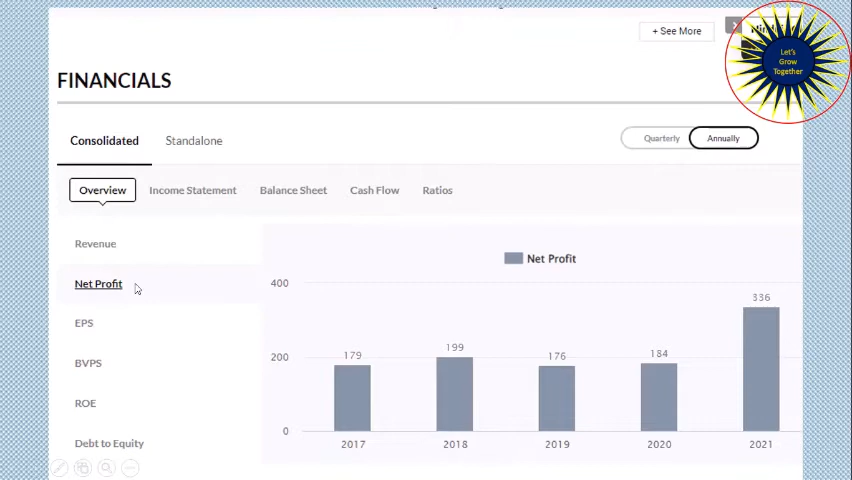 + See More
Let's
Grow
Together
FINANCIALS
Consolidated
Standalone
Quarterly
Annually
Overview
Income Statement
Balance Sheet
Cash Flow
Ratios
Revenue
Net Profit
EPS
BVPS
ROE
Debt to Equity
Net Profit
400
200
0
179
199
176
184
336
2017
2018
2019
2020
2021